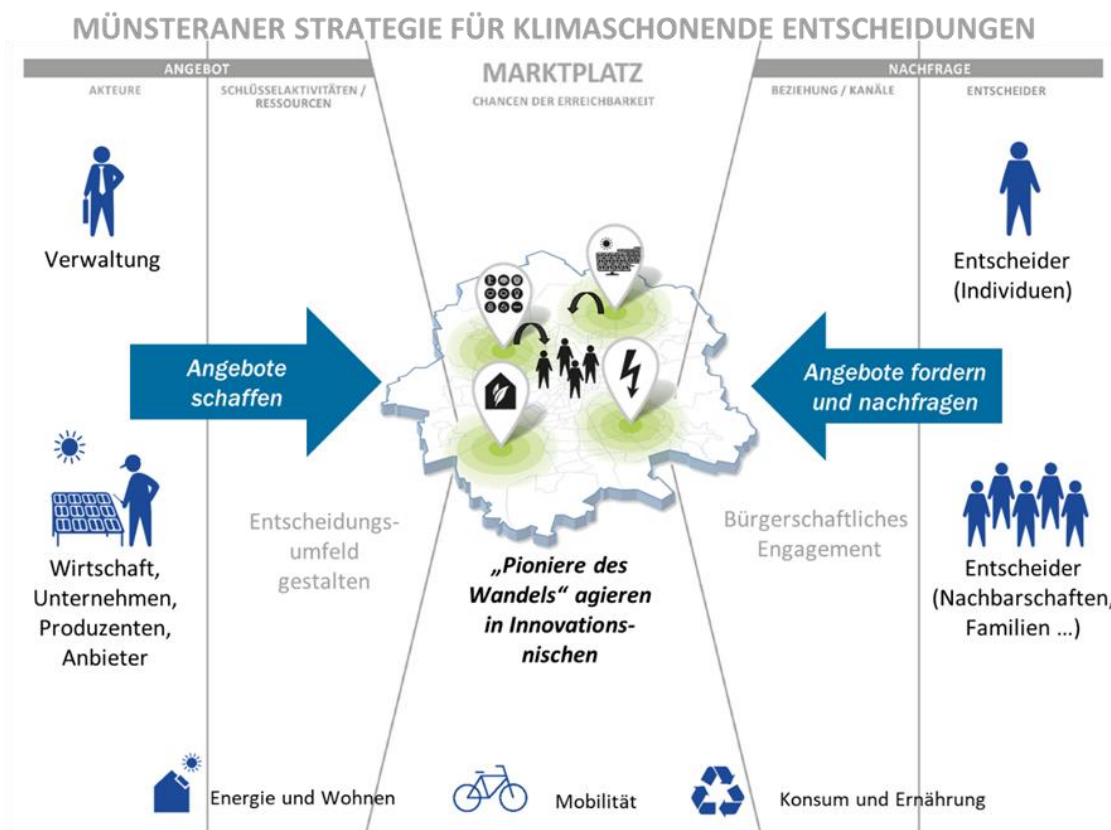 MÜNSTERANER STRATEGIE FÜR KLIMASCHONENDE ENTSCHEIDUNGEN
ANGEBOT
AKTEURE
SCHLÜSSELAKTIVITÄTEN /
RESSOURCEN
MARKTPLATZ
CHANCEN DER ERREICHBARKEIT
NACHFRAGE
BEZIEHUNG / KANÄLE
ENTSCHEIDER
Verwaltung
Angebote
schaffen
Wirtschaft,
Unternehmen,
Produzenten,
Anbieter
Entscheidungs-
umfeld
gestalten
„Pioniere des
Wandels“ agieren
in Innovations-
nischen
Bürgerschaftliches
Engagement
Entscheider
(Individuen)
Angebote fordern
und nachfragen
Entscheider
(Nachbarschaften,
Familien ...)
Energie und Wohnen
Mobilität
Konsum und Ernährung